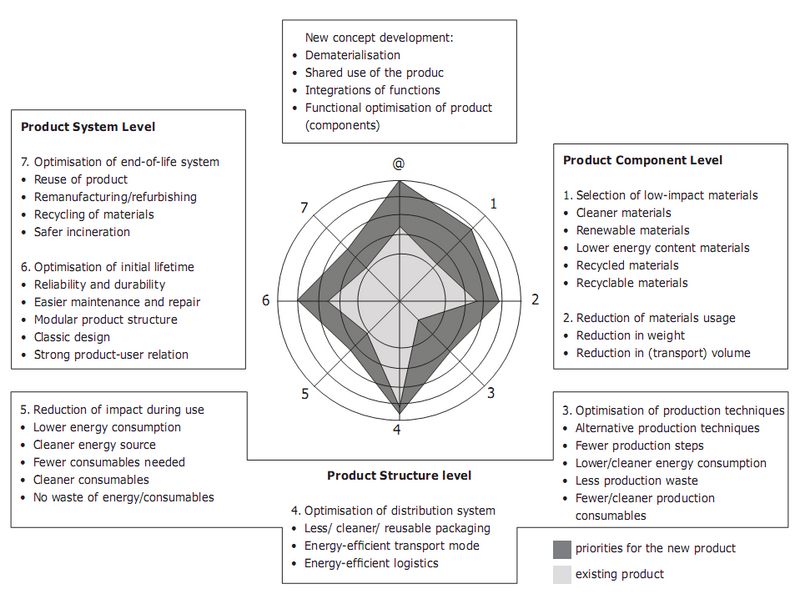 New concept development:
• Dematerialisation
• Shared use of the produc
• Integrations of functions
• Functional optimisation of product
(components)
Product System Level
7. Optimisation of end-of-life system
• Reuse of product
• Remanufacturing/refurbishing
• Recycling of materials
• Safer incineration
6. Optimisation of initial lifetime
• Reliability and durability
• Easier maintenance and repair
• Modular product structure
• Classic design
• Strong product-user relation
@
1
2
3
4
5
6
7
Product Component Level
1. Selection of low-impact materials
• Cleaner materials
• Renewable materials
• Lower energy content materials
• Recycled materials
• Recyclable materials
2. Reduction of materials usage
• Reduction in weight
• Reduction in (transport) volume
5. Reduction of impact during use
• Lower energy consumption
• Cleaner energy source
• Fewer consumables needed
• Cleaner consumables
• No waste of energy/consumables
Product Structure level
4. Optimisation of distribution system
• Less/ cleaner/ reusable packaging
• Energy-efficient transport mode
• Energy-efficient logistics
3. Optimisation of production techniques
• Alternative production techniques
• Fewer production steps
• Lower/cleaner energy consumption
• Less production waste
• Fewer/cleaner production
consumables
priorities for the new product
existing product